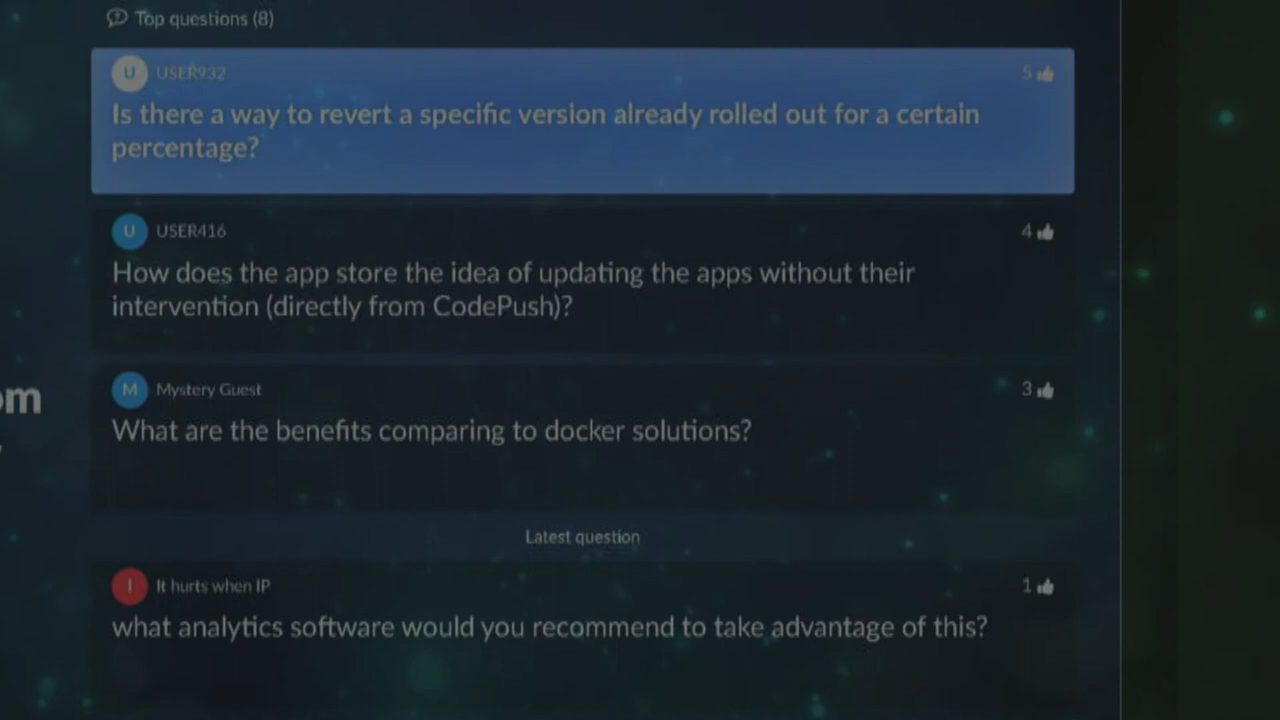 Top questions (8)
U USER932 5
Is there a way to revert a specific version already rolled out for a certain
percentage?
U USER416 4
How does the app store the idea of updating the apps without their
intervention (directly from CodePush)?
om
M Mystery Guest 3
What are the benefits comparing to docker solutions?
Latest question
I It hurts when IP 1
what analytics software would you recommend to take advantage of this?